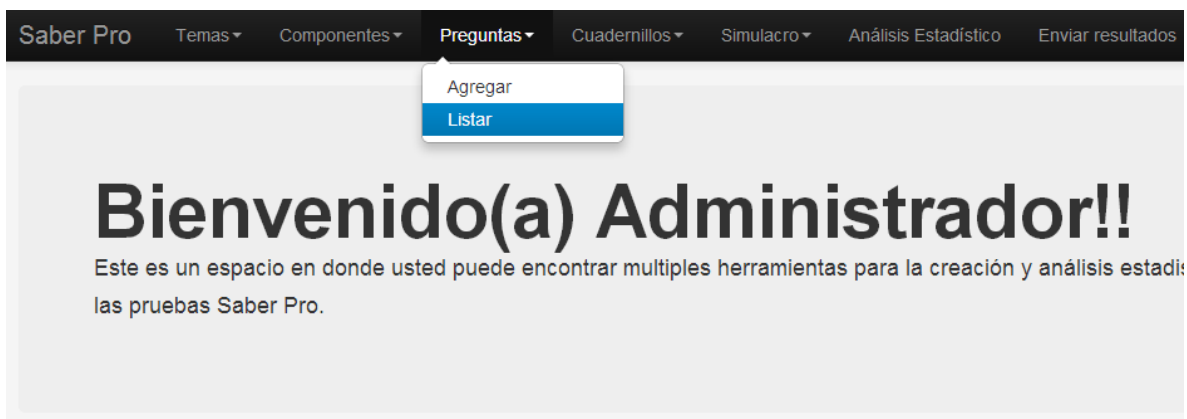 Saber Pro Temas Componentes Preguntas Cuadernillos Simulacro Análisis Estadístico Enviar resultados
Agregar
Listar
Bienvenido(a) Administrador!!
Este es un espacio en donde usted puede encontrar multiples herramientas para la creación y análisis
las pruebas Saber Pro.